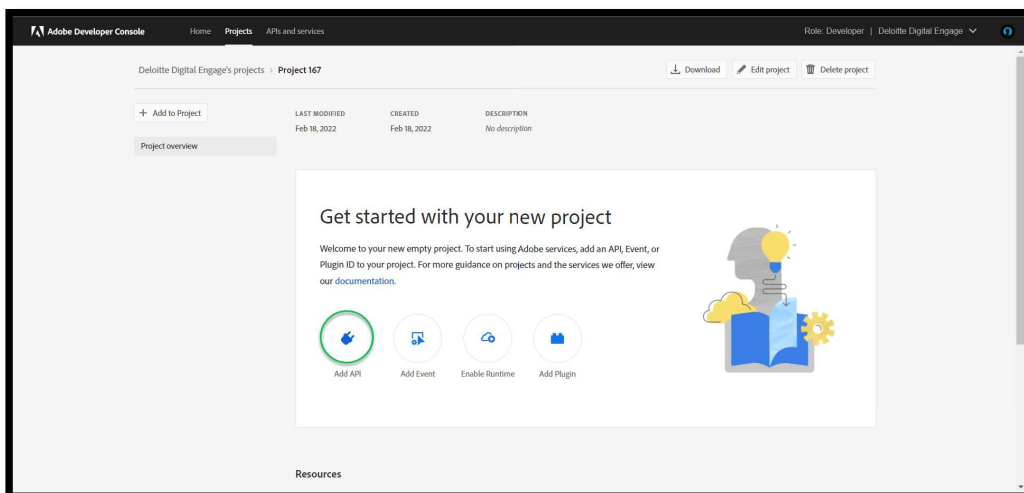 Adobe Developer Console Home Projects APIs and services Role: Developer | Deloitte Digital Engage
Deloitte Digital Engage's projects › Project 167 Download Edit project Delete project
+ Add to Project
LAST MODIFIED CREATED DESCRIPTION
Feb 18, 2022 Feb 18, 2022 No description
Project overview
Get started with your new project
Welcome to your new empty project. To start using Adobe services, add an API, Event, or
Plugin ID to your project. For more guidance on projects and the services we offer, view
our documentation.
Add API Add Event Enable Runtime Add Plugin
Resources